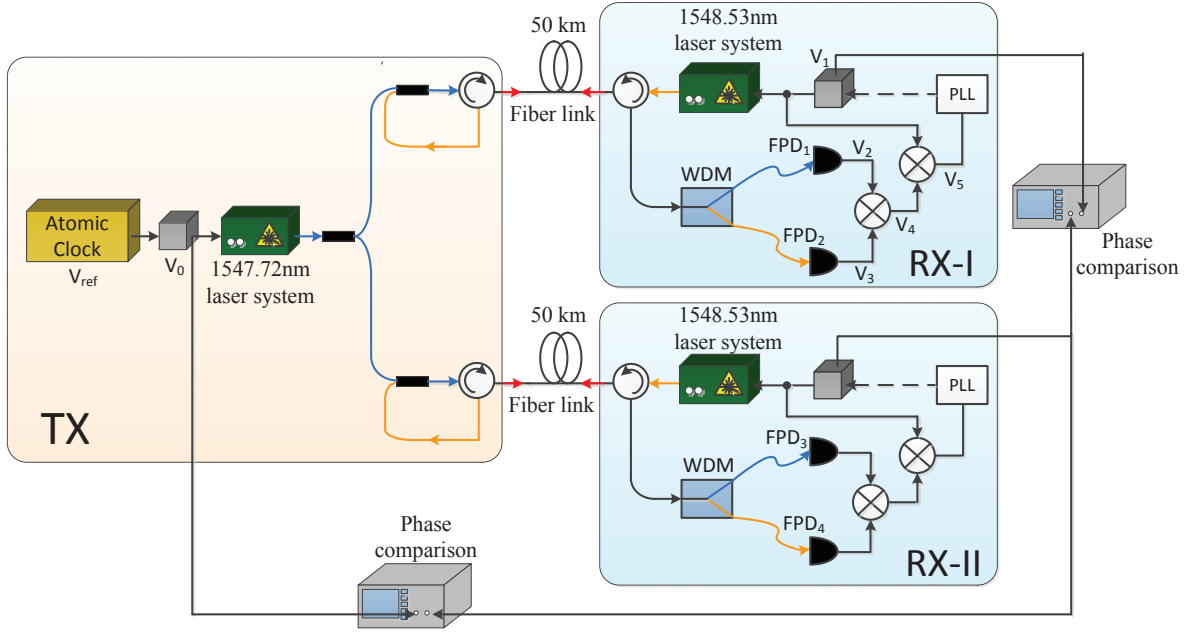 50 km
Fiber link
1548.53nm
laser system
V1
PLL
FPD1
V2
WDM
V5
V4
FPD2
V3
RX-I
Phase
comparison
Atomic
Clock
Vref
V0
1547.72nm
laser system
TX
50 km
Fiber link
1548.53nm
laser system
PLL
FPD3
WDM
FPD4
RX-II
Phase
comparison